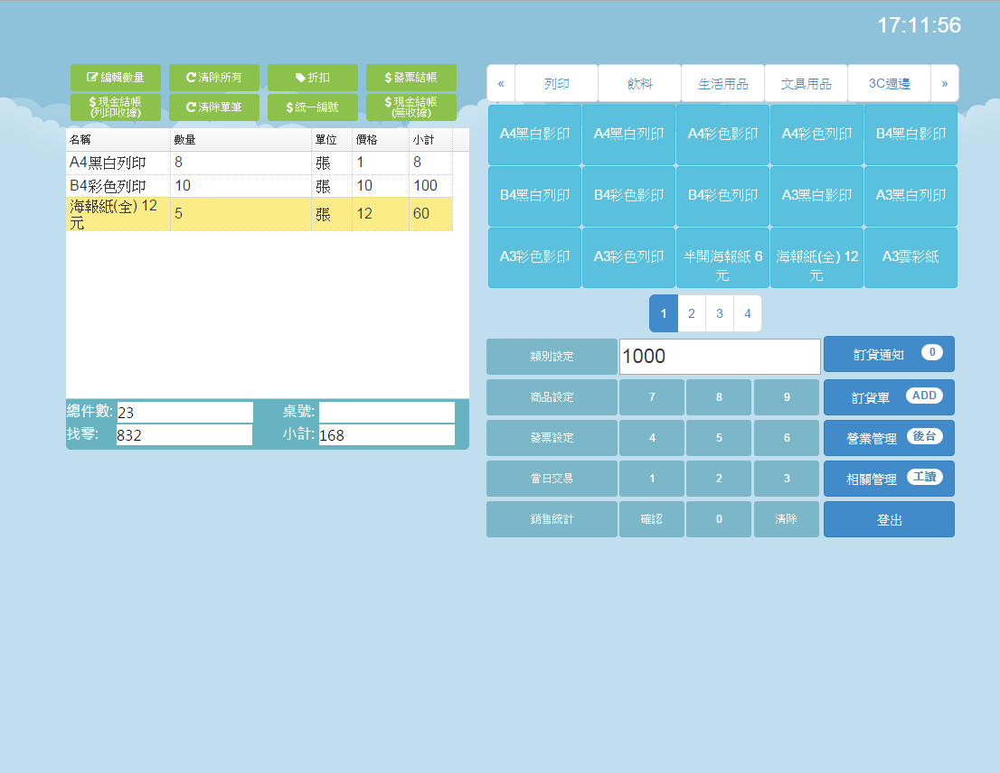 17:11:56
編輯數量
清除所有
折扣
發票結帳
現金結帳
(列印收據)
清除單筆
統一編號
現金結帳
(無收據)
名稱 數量 單位 價格 小計
A4黑白列印 8 張 1 8
B4彩色列印 10 張 10 100
海報紙(全) 12
元 5 張 12 60
總件數: 23 桌號:
找零: 832 小計: 168
« 列印 飲料 生活用品 文具用品 3C週邊 »
A4黑白影印 A4黑白列印 A4彩色影印 A4彩色列印 B4黑白影印
B4黑白列印 B4彩色影印 B4彩色列印 A3黑白影印 A3黑白列印
A3彩色影印 A3彩色列印 半開海報紙 6
元 海報紙(全) 12
元 A3雲彩紙
1 2 3 4
類別設定 1000 訂貨通知 0
商品設定 7 8 9 訂貨單 ADD
發票設定 4 5 6 營業管理 後台
當日交易 1 2 3 相關管理 工讀
銷售統計 確認 0 清除 登出